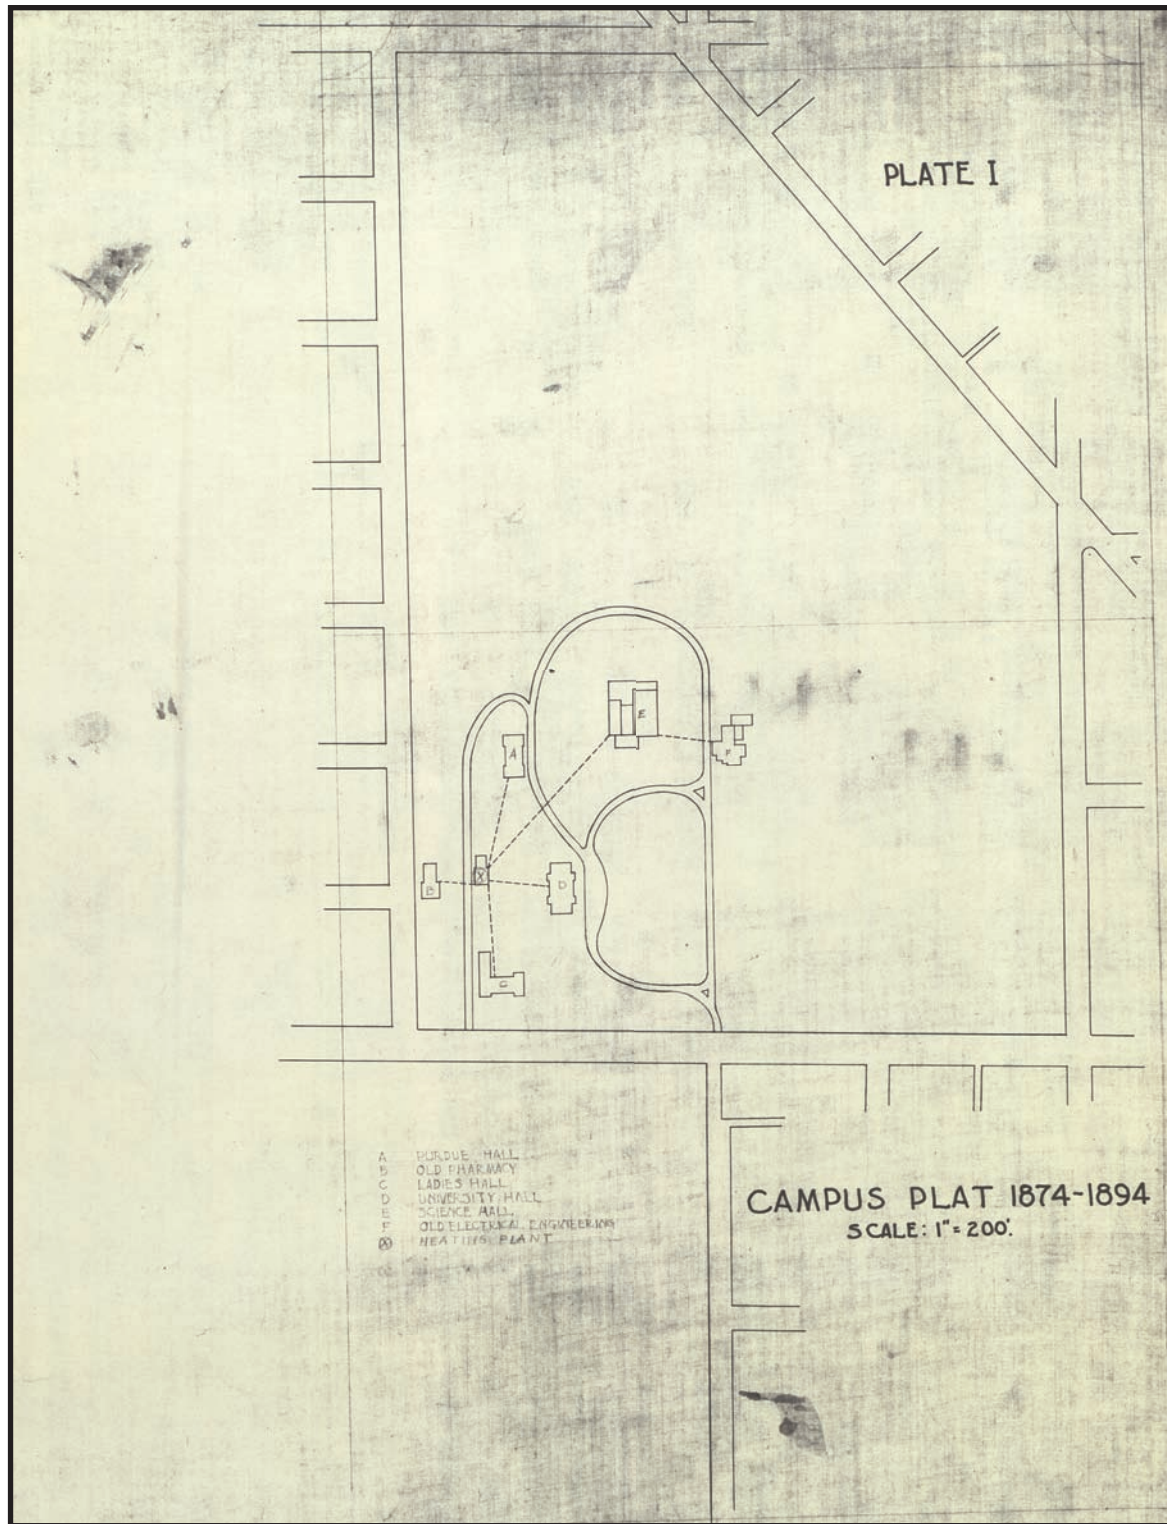 PLATE I
E
A
F
X
B
D
C
A PURDUE HALL
B OLD PHARMACY
C LADIES HALL
D UNIVERSITY HALL
E SCIENCE HALL
F OLD ELECTRICAL ENGINEERING
X HEATING PLANT
CAMPUS PLAT 1874-1894
SCALE: 1"=200'.